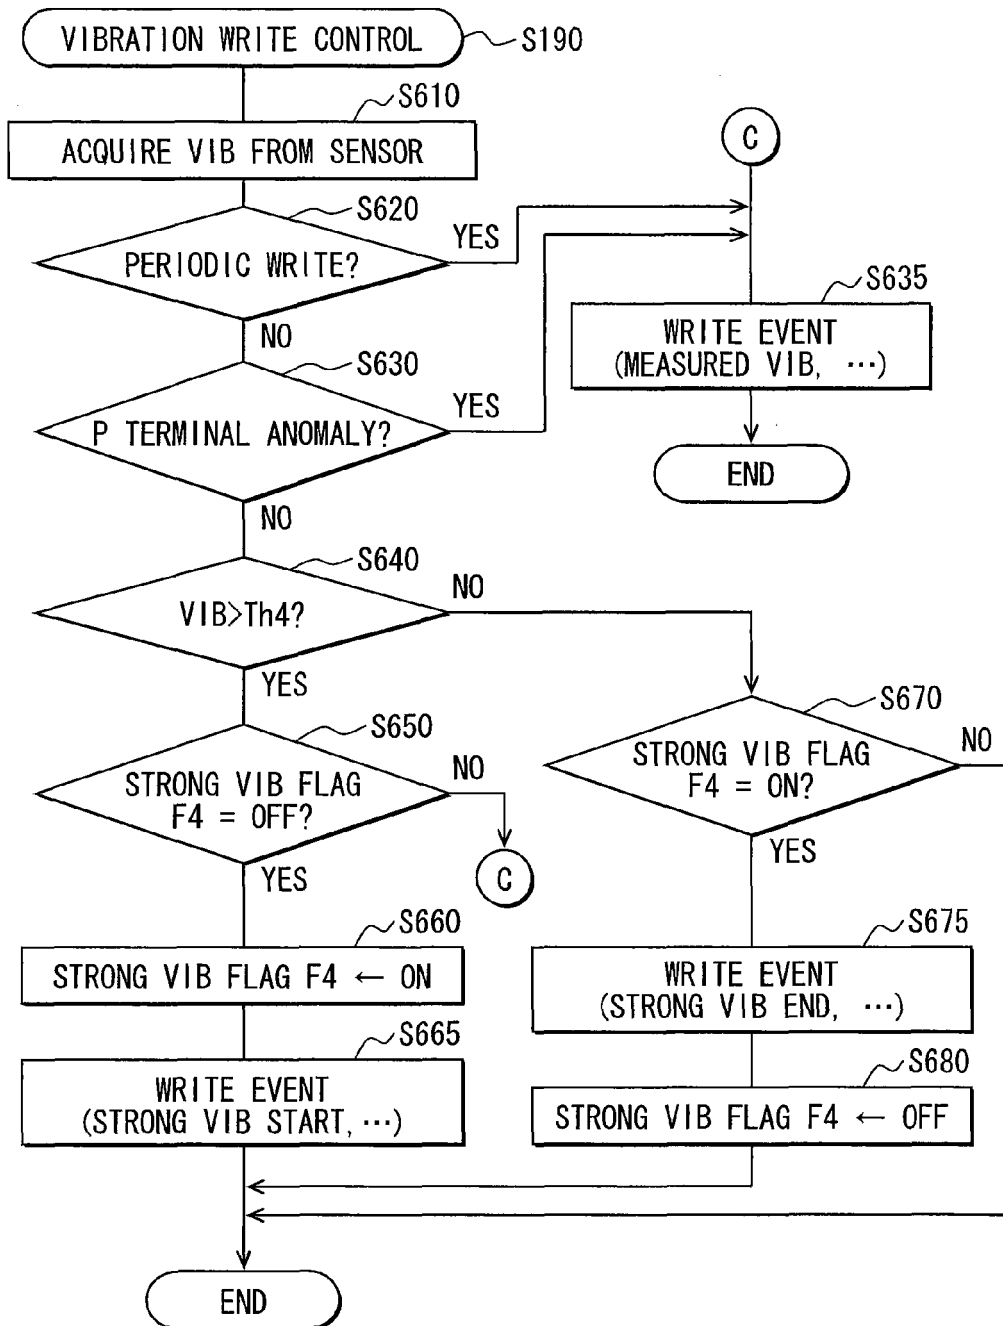 VIBRATION WRITE CONTROL
S190
S610
ACQUIRE VIB FROM SENSOR
C
S620
PERIODIC WRITE?
YES
NO
S635
WRITE EVENT
(MEASURED VIB, ···)
END
S630
P TERMINAL ANOMALY?
YES
NO
S640
VIB>Th4?
NO
YES
S650
STRONG VIB FLAG
F4 = OFF?
NO
C
YES
S670
STRONG VIB FLAG
F4 = ON?
NO
YES
S660
STRONG VIB FLAG F4 ← ON
S665
WRITE EVENT
(STRONG VIB START, ···)
S675
WRITE EVENT
(STRONG VIB END, ···)
S680
STRONG VIB FLAG F4 ← OFF
END